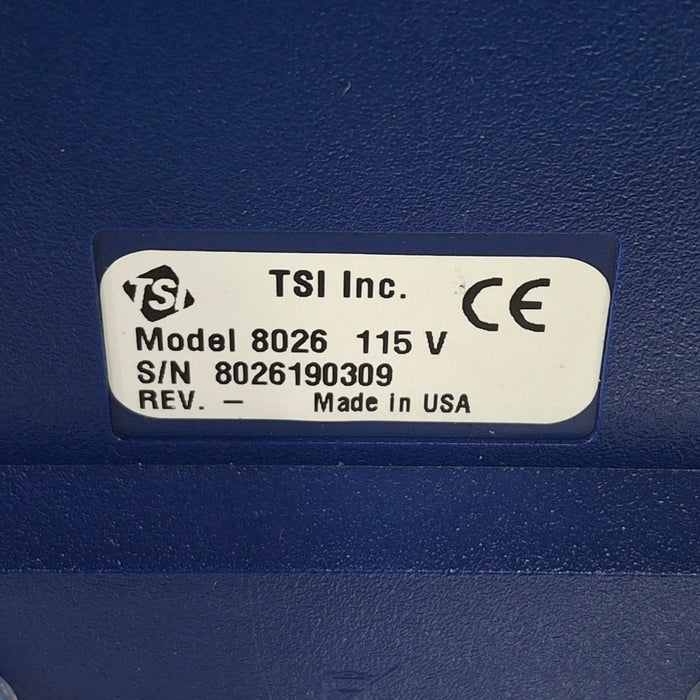 TSI
TSI Inc.
CE
Model 8026 115 V
S/N 8026190309
REV. – Made in USA